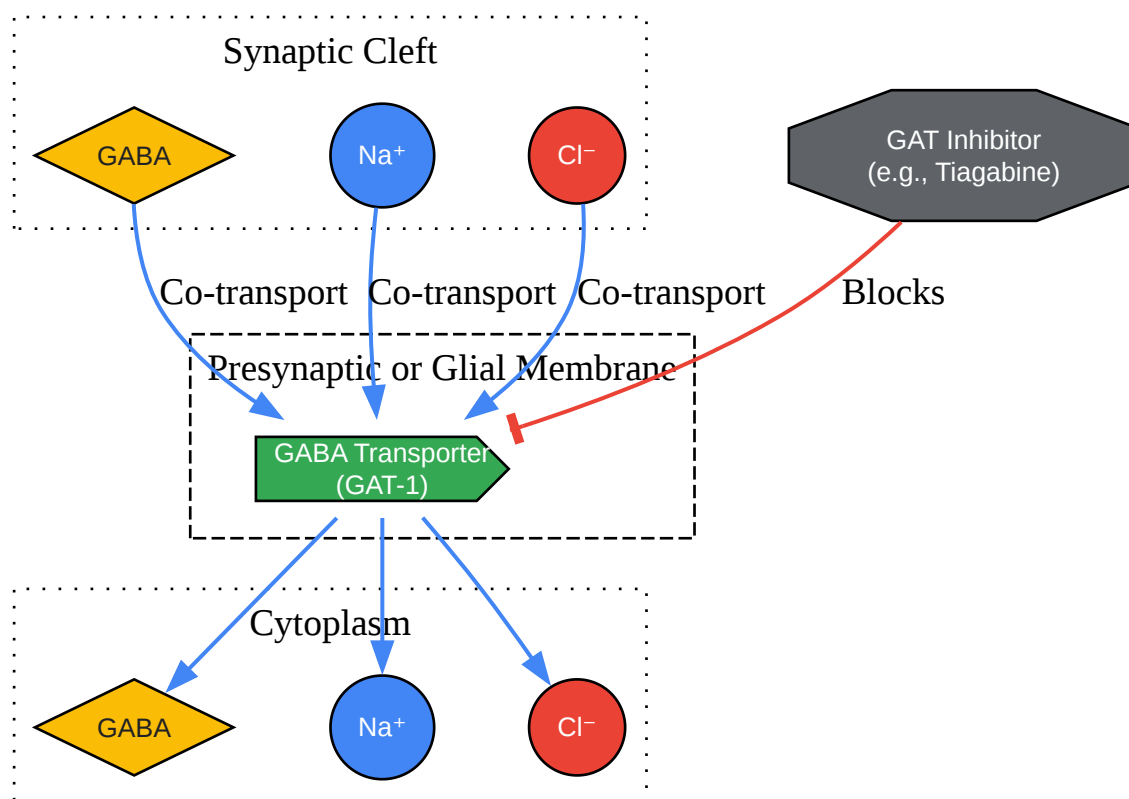 Synaptic Cleft
GABA
Na⁺
Cl⁻
GAT Inhibitor
(e.g., Tiagabine)
Co-transport
Co-transport
Co-transport
Blocks
Presynaptic or Glial Membrane
GABA Transporter
(GAT-1)
Cytoplasm
GABA
Na⁺
Cl⁻